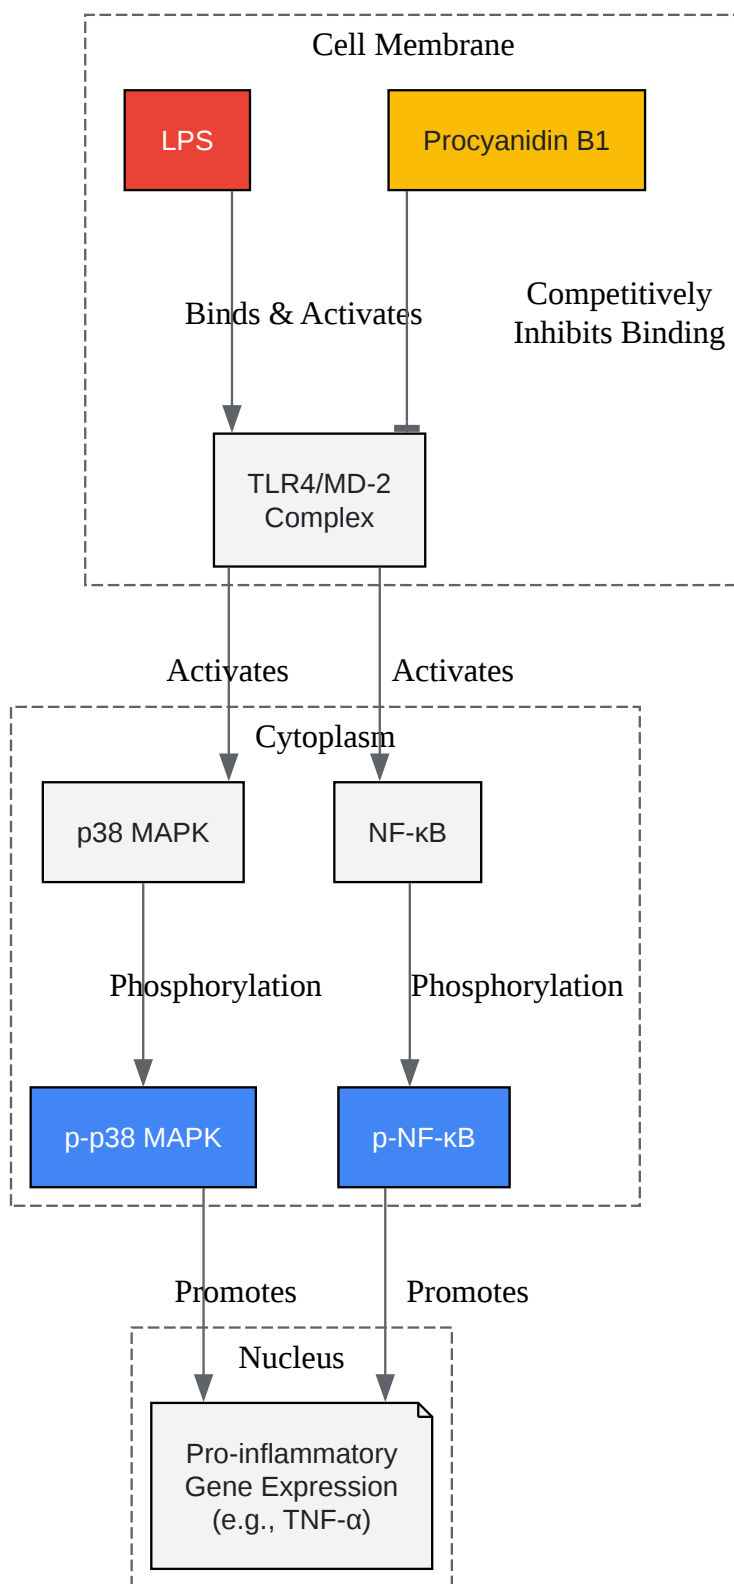 Cell Membrane
LPS
Procyanidin B1
Binds & Activates
Competitively
Inhibits Binding
TLR4/MD-2
Complex
Activates
Activates
Cytoplasm
p38 MAPK
NF-κB
Phosphorylation
Phosphorylation
p-p38 MAPK
p-NF-κB
Promotes
Promotes
Nucleus
Pro-inflammatory
Gene Expression
(e.g., TNF-α)